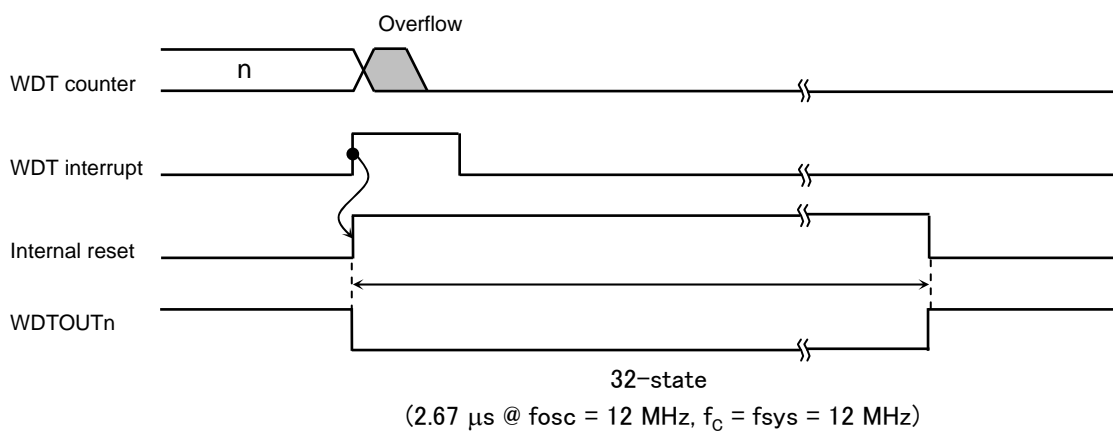 Overflow
WDT counter
n
WDT interrupt
Internal reset
WDTOUTn
32-state
(2.67 μs @ fosc = 12 MHz, fC = fsys = 12 MHz)